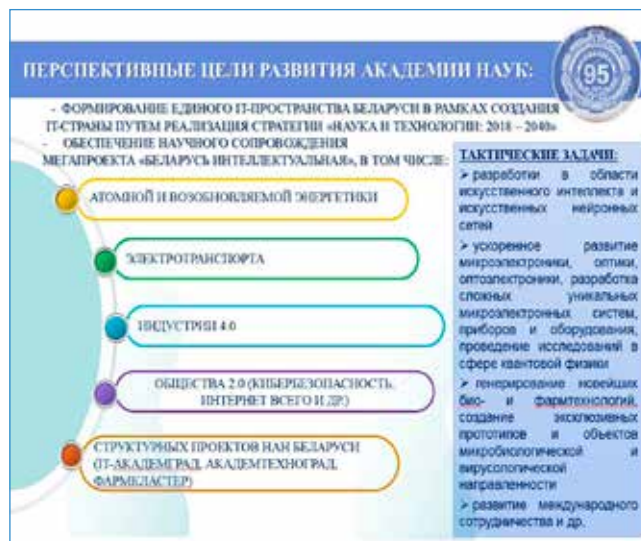 ПЕРСПЕКТИВНЫЕ ЦЕЛИ РАЗВИТИЯ АКАДЕМИИ НАУК:
95
- ФОРМИРОВАНИЕ ЕДИНОГО IT-ПРОСТРАНСТВА БЕЛАРУСИ В РАМКАХ СОЗДАНИЯ
IT-СТРАНЫ ПУТЕМ РЕАЛИЗАЦИЯ СТРАТЕГИИ «НАУКА И ТЕХНОЛОГИИ: 2018 – 2040»
- ОБЕСПЕЧЕНИЕ НАУЧНОГО СОПРОВОЖДЕНИЯ
МЕГАПРОЕКТА «БЕЛАРУСЬ ИНТЕЛЛЕКТУАЛЬНАЯ», В ТОМ ЧИСЛЕ:
АТОМНОЙ И ВОЗОБНОВЛЯЕМОЙ ЭНЕРГЕТИКИ
ЭЛЕКТРОТРАНСПОРТА
ИНДУСТРИИ 4.0
ОБЩЕСТВА 2.0 (КИБЕРБЕЗОПАСНОСТЬ,
ИНТЕРНЕТ ВСЕГО И ДР.)
СТРУКТУРНЫХ ПРОЕКТОВ НАН БЕЛАРУСИ
(IT-АКАДЕМГРАД, АКАДЕМТЕХНОГРАД,
ФАРМКЛАСТЕР)
ТАКТИЧЕСКИЕ ЗАДАЧИ:
➢ разработки в области
искусственного интеллекта и
искусственных нейронных
сетей
➢ ускоренное развитие
микроэлектроники, оптики,
оптоэлектроники, разработка
сложных уникальных
микроэлектронных систем,
приборов и оборудования,
проведение исследований в
сфере квантовой физики
➢ генерирование новейших
био- и фармтехнологий,
создание эксклюзивных
прототипов и объектов
микробиологической и
вирусологической
направленности
➢ развитие международного
сотрудничества и др.